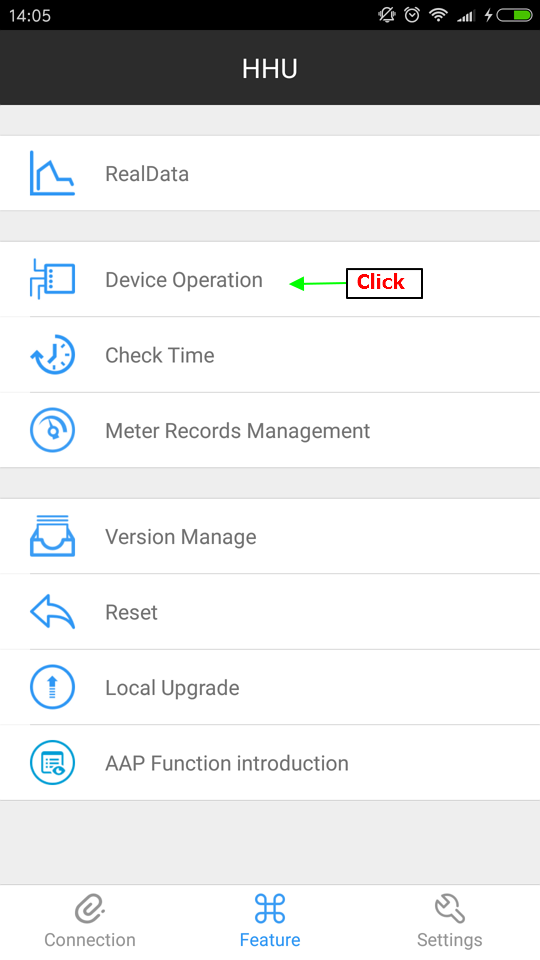 14:05
HHU
RealData
Device Operation
Click
Check Time
Meter Records Management
Version Manage
Reset
Local Upgrade
AAP Function introduction
Connection
Feature
Settings